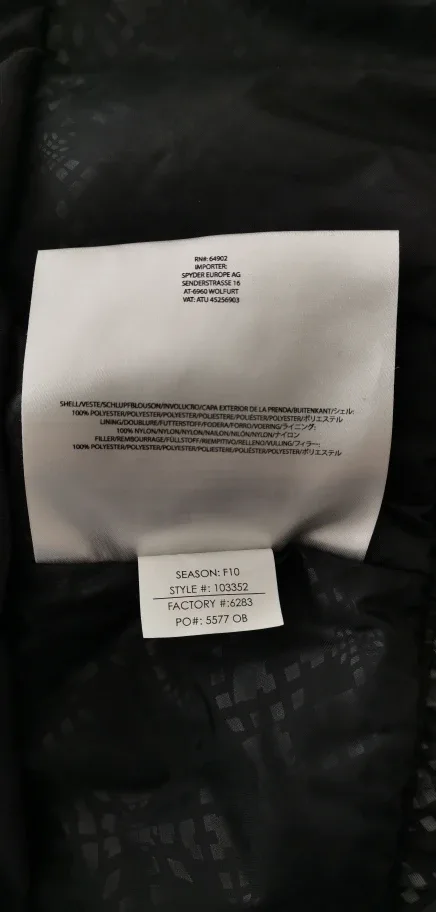 RN#: 64902
IMPORTER:
SPYDER EUROPE AG
SENDERSTRASSE 16
AT-6960 WOLFURT
VAT: ATU 45256903
SHELL/VESTE/SCHLUPFBLOUSON/INVOLUCRO/CAPA EXTERIOR DE LA PRENDA/BUITENKANT/シェル:
100% POLYESTER/POLYESTER/POLYESTER/POLIESTERE/POLIÉSTER/POLYESTER/ポリエステル
LINING/DOUBLURE/FUTTERSTOFF/FODERA/FORRO/VOERING/ライニング:
100% NYLON/NYLON/NYLON/NAILON/NILÓN/NYLON/ナイロン
FILLER/REMBOURRAGE/FÜLLSTOFF/RIEMPITIVO/RELLENO/VULLING/フィラー:
100% POLYESTER/POLYESTER/POLYESTER/POLIESTERE/POLIÉSTER/POLYESTER/ポリエステル
SEASON: F10
STYLE #: 103352
FACTORY #:6283
PO#: 5577 OB